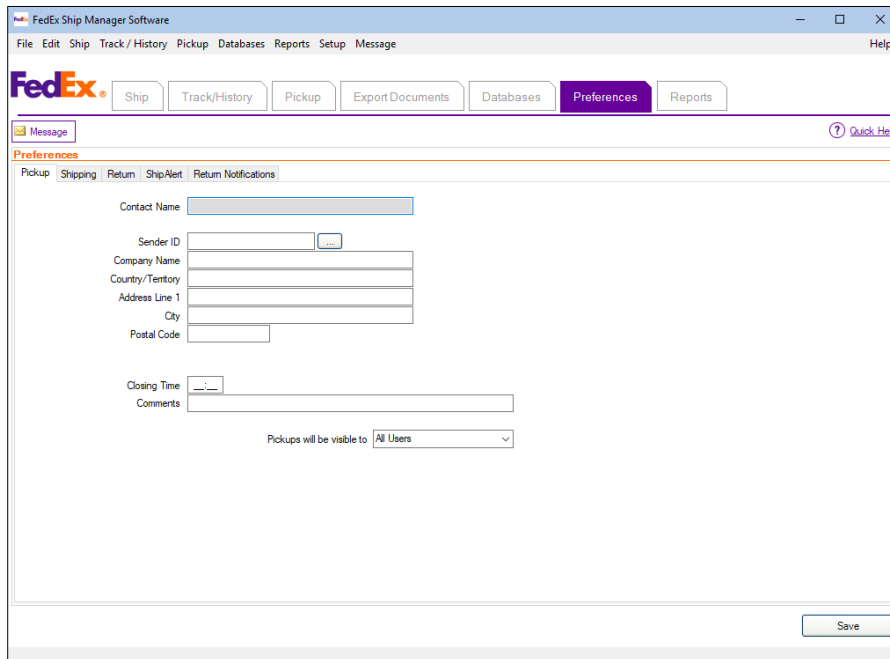 FedEx FedEx Ship Manager Software
File Edit Ship Track / History Pickup Databases Reports Setup Message Help
FedEx® Ship Track/History Pickup Export Documents Databases Preferences Reports
Message ? Quick He
Preferences
Pickup Shipping Return ShipAlert Return Notifications
Contact Name
Sender ID ...
Company Name
Country/Territory
Address Line 1
City
Postal Code
Closing Time __:__
Comments
Pickups will be visible to All Users
Save